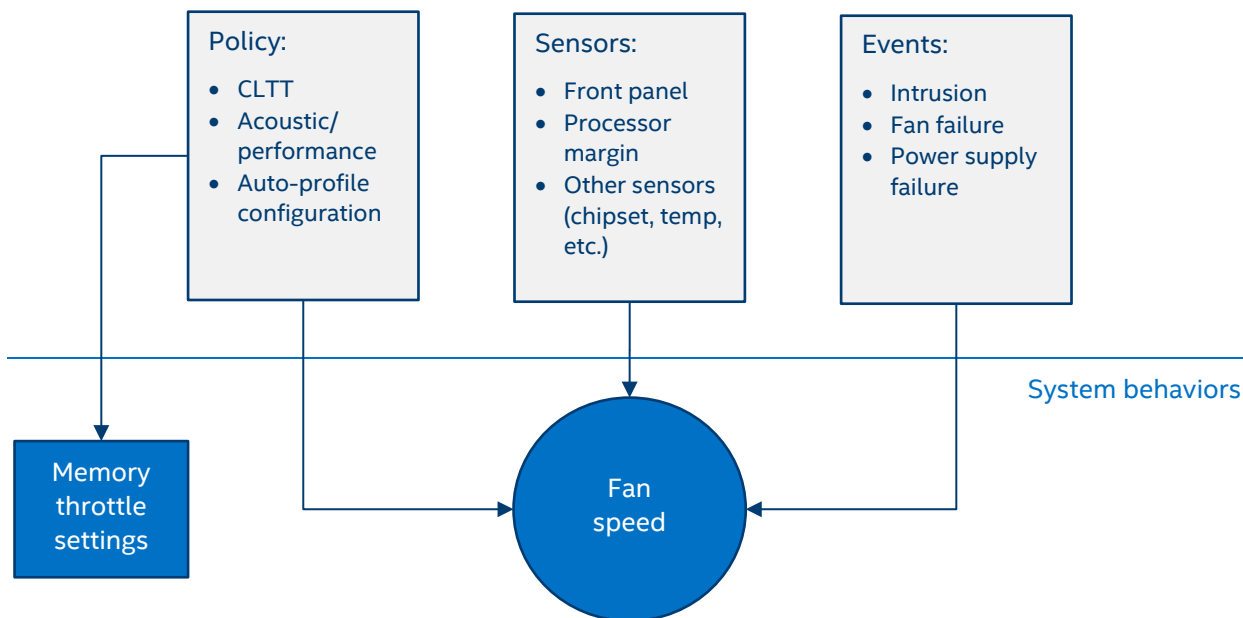 Policy:
• CLTT
• Acoustic/
performance
• Auto-profile
configuration
Sensors:
• Front panel
• Processor
margin
• Other sensors
(chipset, temp,
etc.)
Events:
• Intrusion
• Fan failure
• Power supply
failure
System behaviors
Memory
throttle
settings
Fan
speed